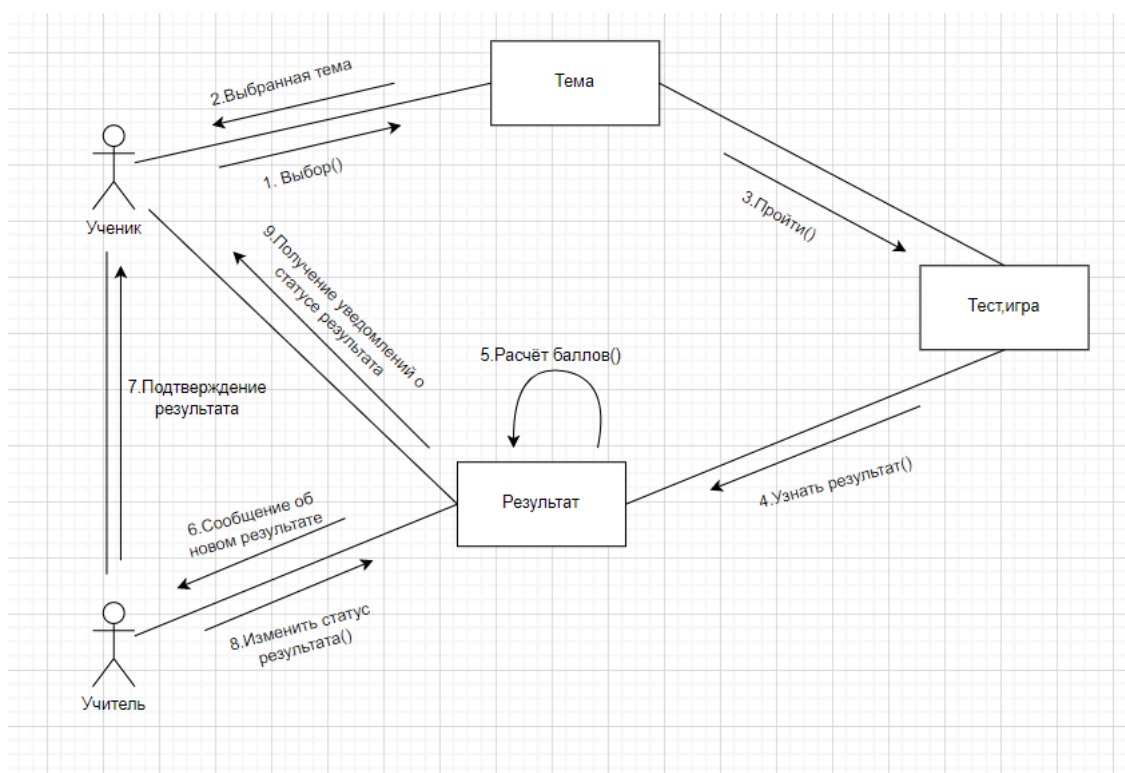 Тема
2.Выбранная тема
1. Выбор()
Ученик
3.Пройти()
9.Получение уведомлений о
статусе результата
Тест,игра
5.Расчёт баллов()
7.Подтверждение
результата
4.Узнать результат()
Результат
6.Сообщение об
новом результате
8.Изменить статус
результата()
Учитель